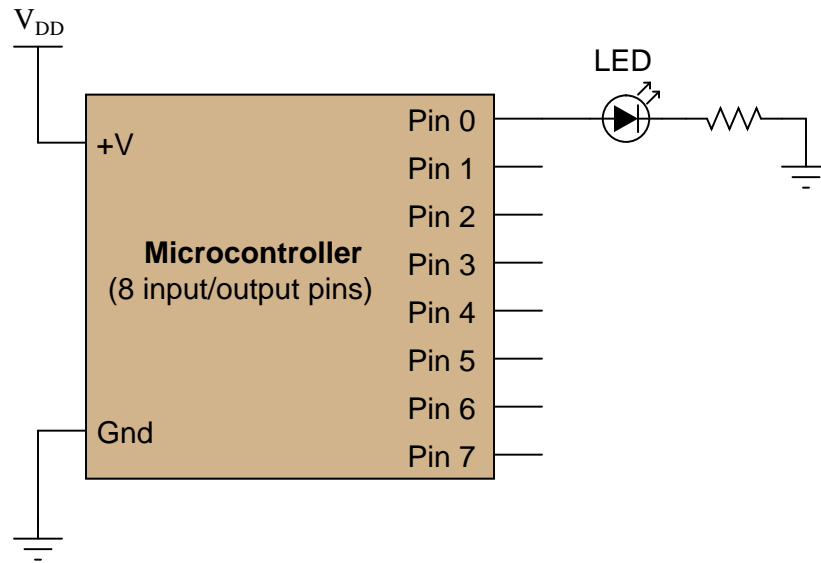 V_DD
LED
+V
Pin 0
Pin 1
Pin 2
Microcontroller
(8 input/output pins)
Pin 3
Pin 4
Pin 5
Pin 6
Gnd
Pin 7